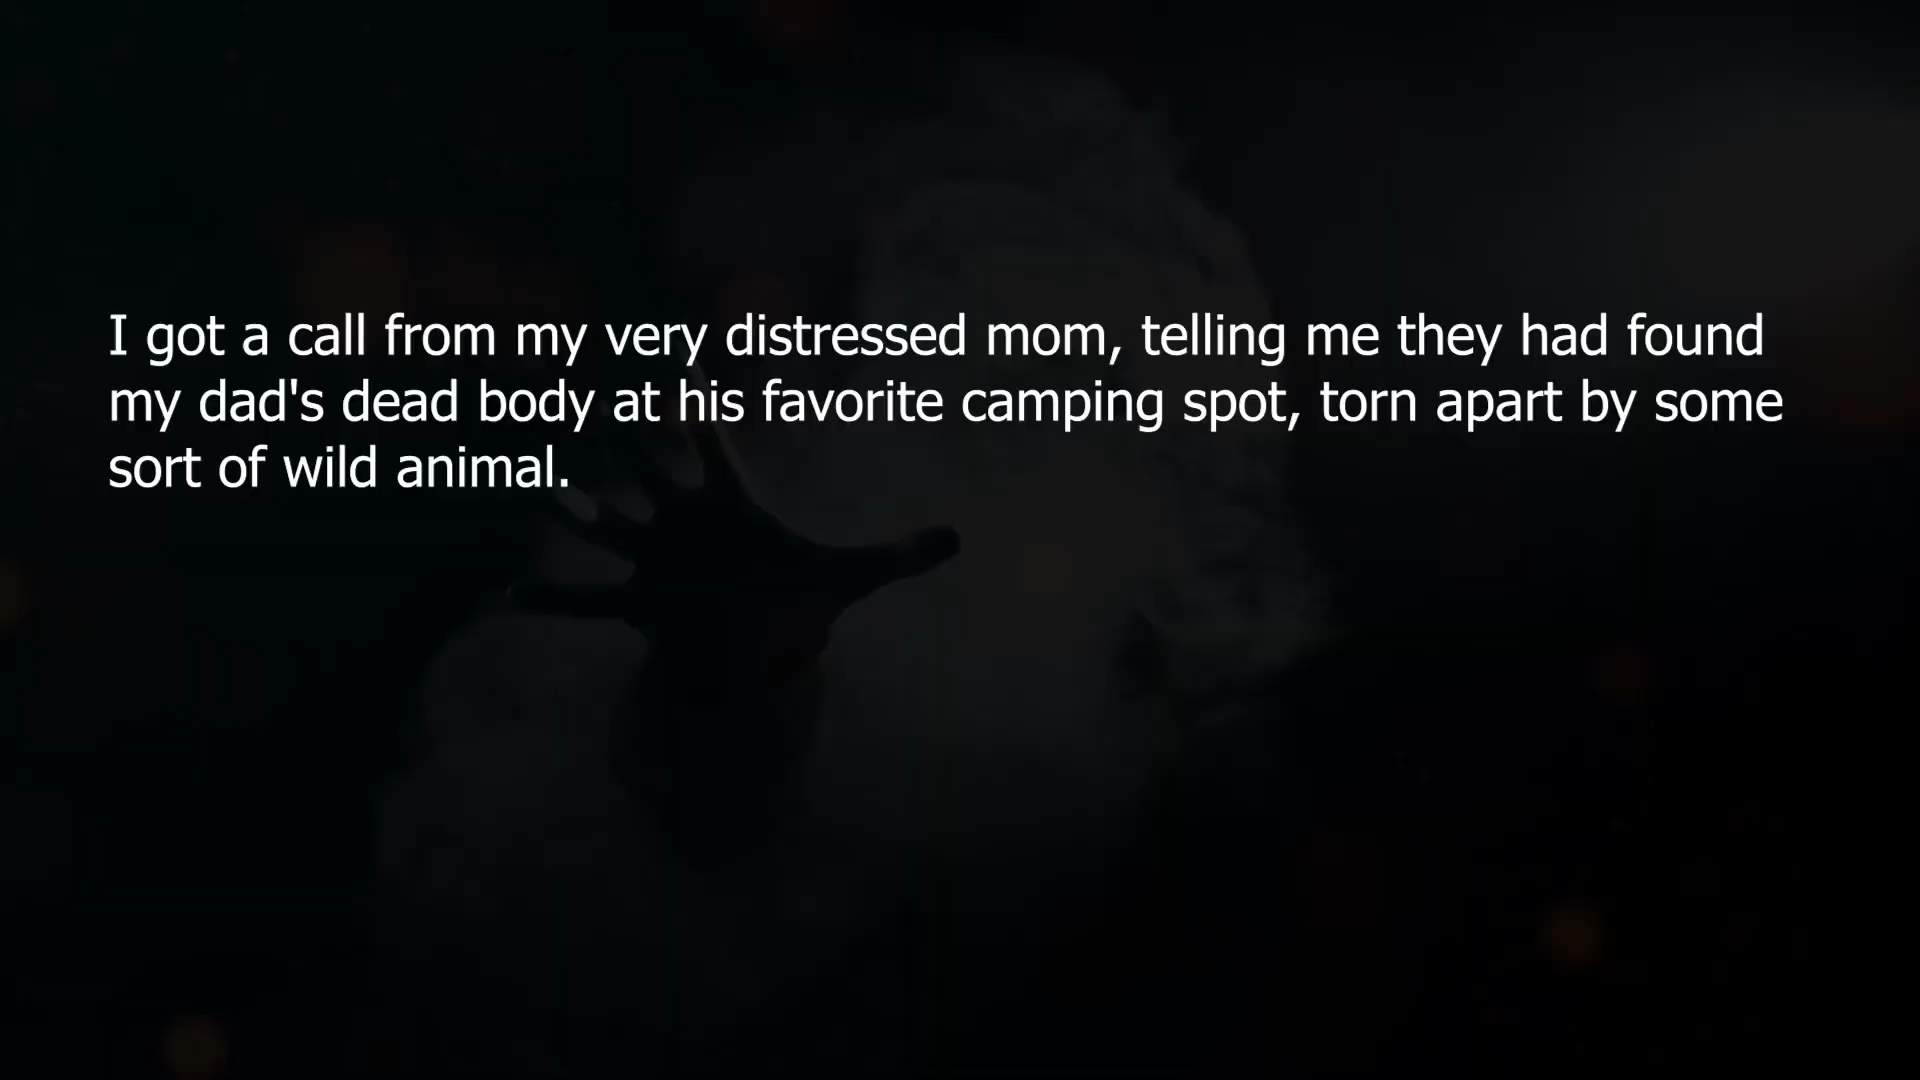 I got a call from my very distressed mom, telling me they had found
my dad's dead body at his favorite camping spot, torn apart by some
sort of wild animal.